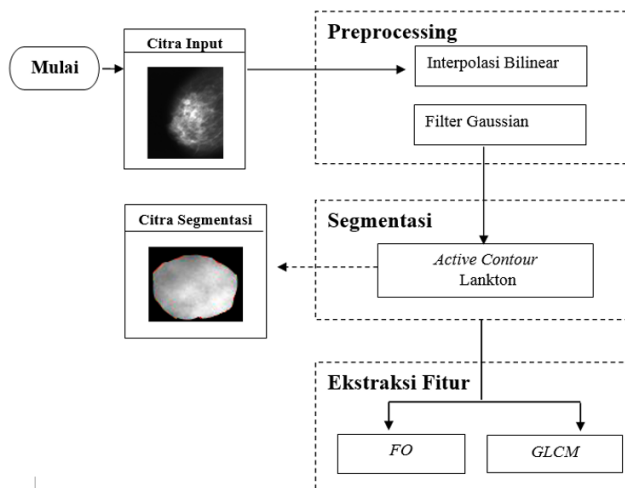 Mulai
Citra Input
Preprocessing
Interpolasi Bilinear
Filter Gaussian
Citra Segmentasi
Segmentasi
Active Contour
Lankton
Ekstraksi Fitur
FO
GLCM